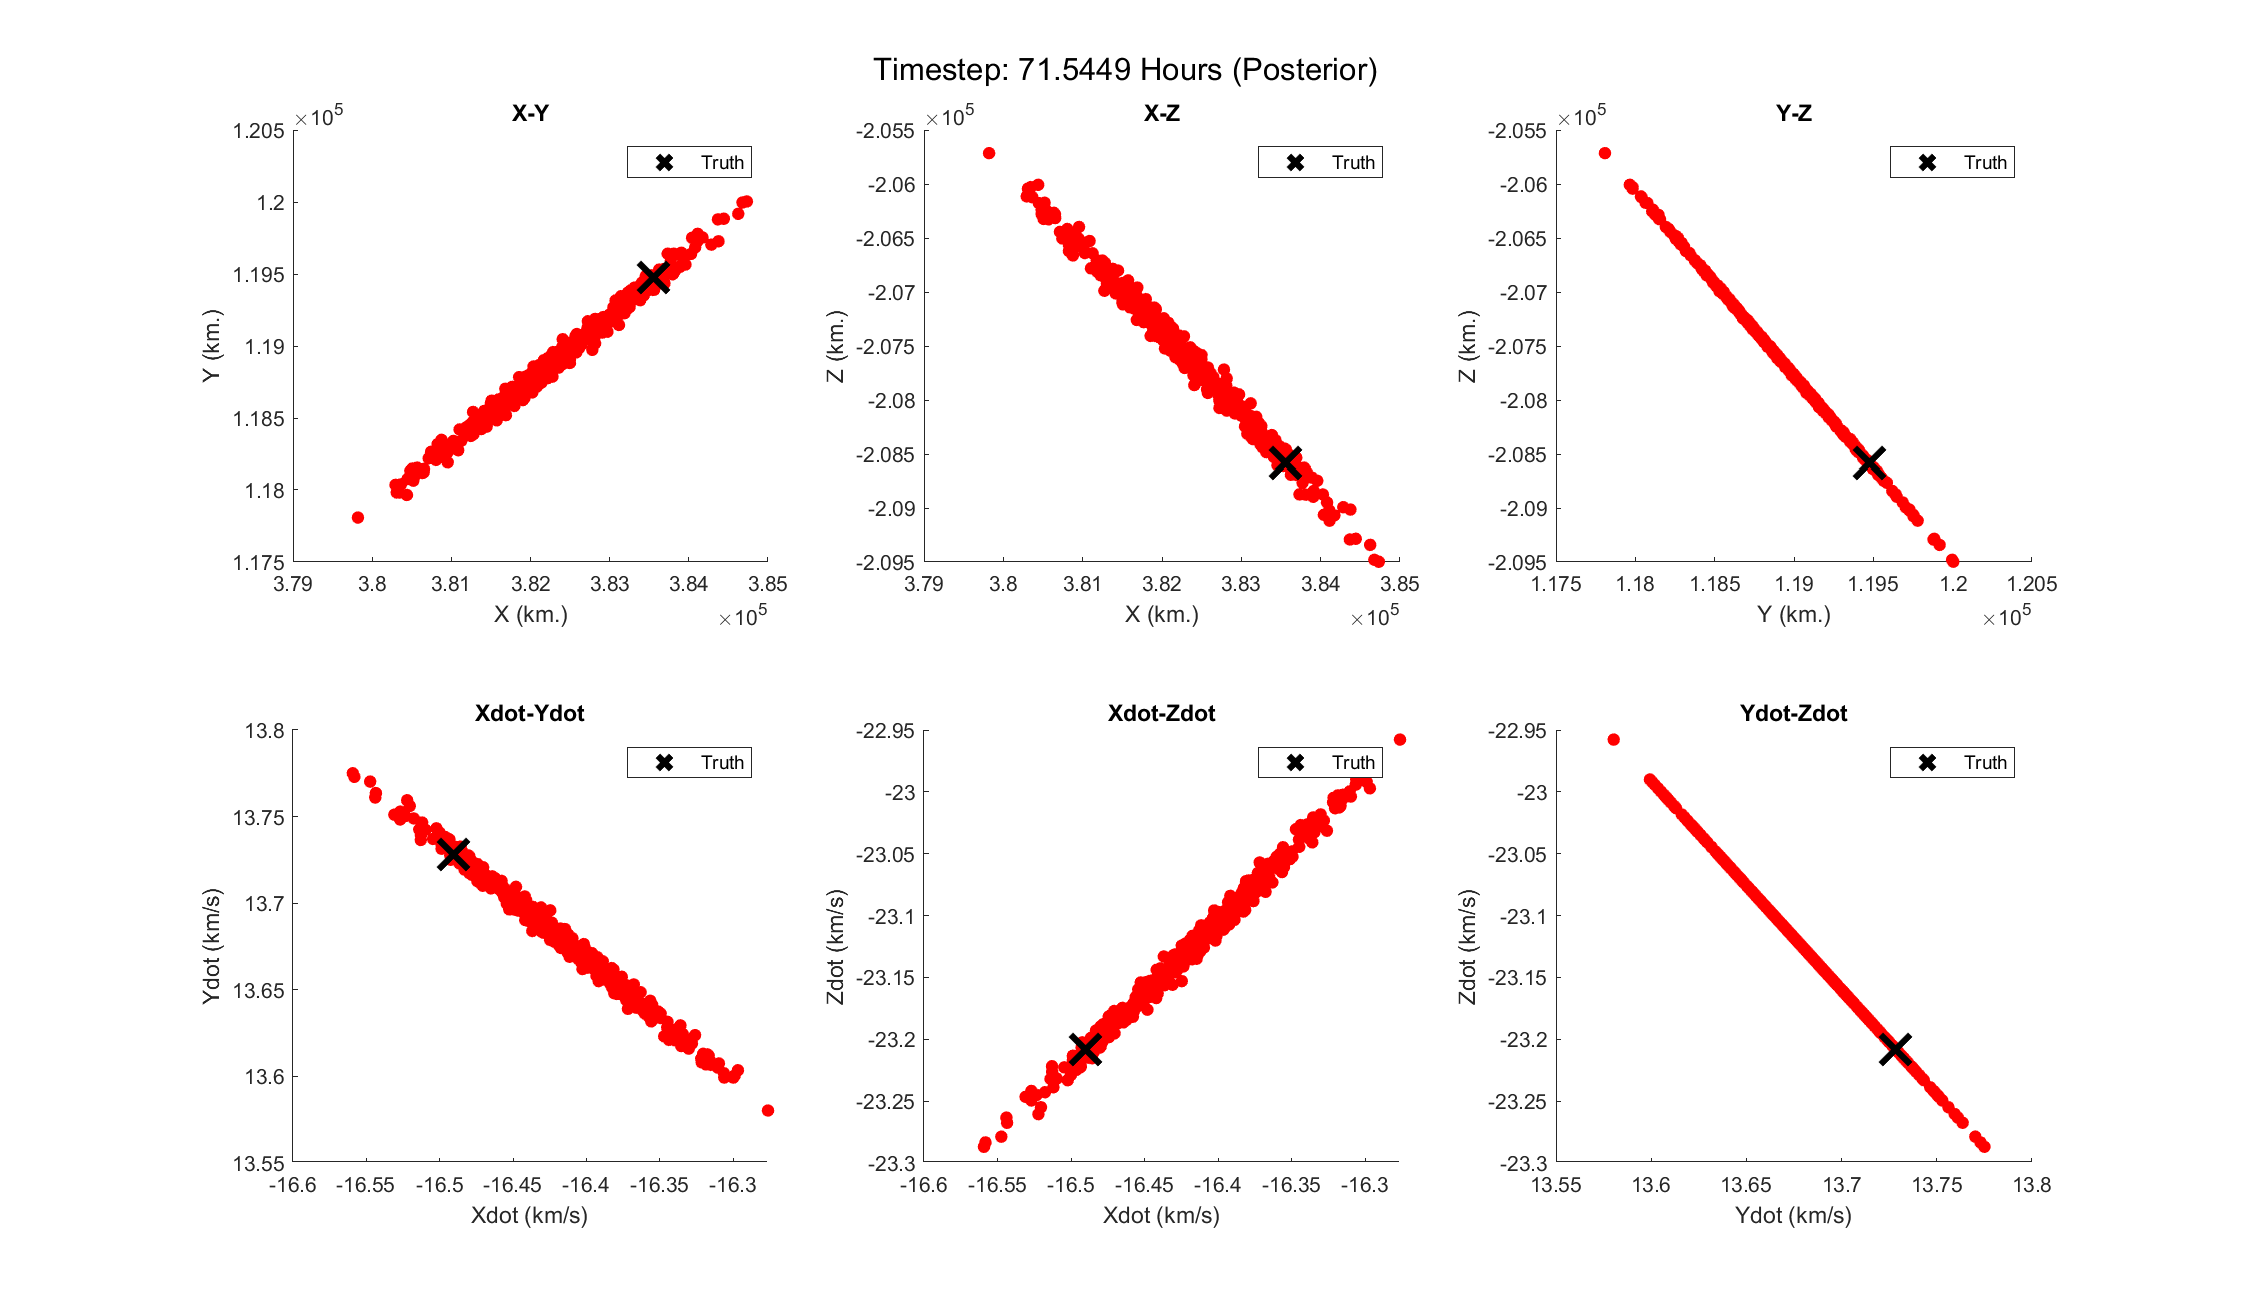 Timestep: 71.5449 Hours (Posterior)
X-Y
×10^5
1.205
1.2
1.195
1.19
1.185
1.18
1.175
Y (km.)
Truth
3.79 3.8 3.81 3.82 3.83 3.84 3.85
X (km.)
×10^5
X-Z
×10^5
-2.055
-2.06
-2.065
-2.07
-2.075
-2.08
-2.085
-2.09
-2.095
Z (km.)
Truth
3.79 3.8 3.81 3.82 3.83 3.84 3.85
X (km.)
×10^5
Y-Z
×10^5
-2.055
-2.06
-2.065
-2.07
-2.075
-2.08
-2.085
-2.09
-2.095
Z (km.)
Truth
1.175 1.18 1.185 1.19 1.195 1.2 1.205
Y (km.)
×10^5
Xdot-Ydot
13.8
13.75
13.7
13.65
13.6
13.55
Ydot (km/s)
Truth
-16.6 -16.55 -16.5 -16.45 -16.4 -16.35 -16.3
Xdot (km/s)
Xdot-Zdot
-22.95
-23
-23.05
-23.1
-23.15
-23.2
-23.25
-23.3
Zdot (km/s)
Truth
-16.6 -16.55 -16.5 -16.45 -16.4 -16.35 -16.3
Xdot (km/s)
Ydot-Zdot
-22.95
-23
-23.05
-23.1
-23.15
-23.2
-23.25
-23.3
Zdot (km/s)
Truth
13.55 13.6 13.65 13.7 13.75 13.8
Ydot (km/s)